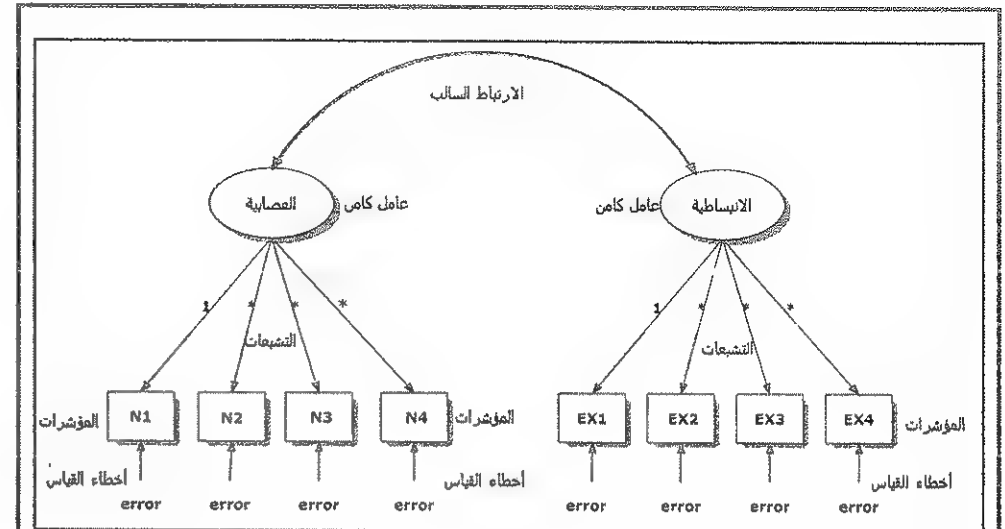 الارتباط السالب
العصابية
عامل كامن
الانبساطية
عامل كامن
1 * * *
1 * * *
التشبعات
التشبعات
المؤشرات N1 N2 N3 N4 المؤشرات
EX1 EX2 EX3 EX4 المؤشرات
أخطاء القياس
أخطاء القياس
أخطاء القياس
error error error error
error error error error